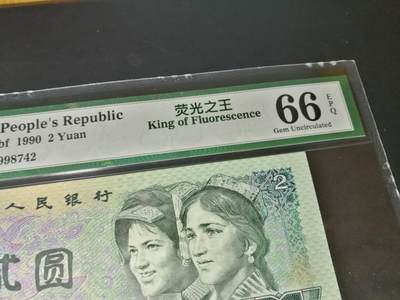 People's Republic
bf 1990 2 Yuan
998742
荧光之王
King of Fluorescence
66 EPQ
Gem Uncirculated
2
人民银行
贰圆